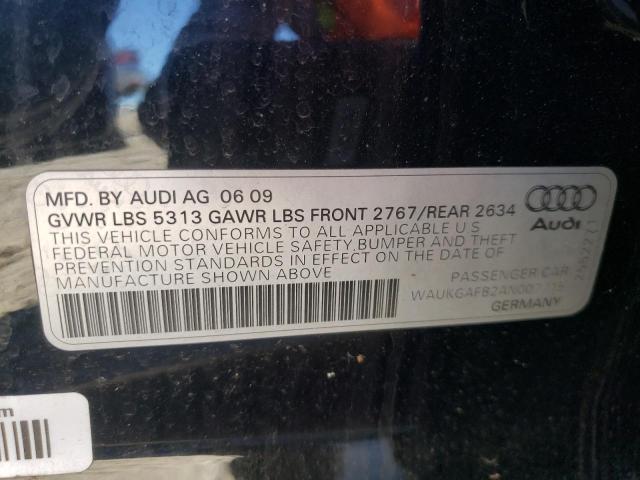 MFD. BY AUDI AG 06 09
GVWR LBS 5313 GAWR LBS FRONT 2767/REAR 2634
THIS VEHICLE CONFORMS TO ALL APPLICABLE U S
FEDERAL MOTOR VEHICLE SAFETY, BUMPER AND THEFT
PREVENTION STANDARDS IN EFFECT ON THE DATE OF
MANUFACTURE SHOWN ABOVE
Audi
PASSENGER CAR
GERMANY